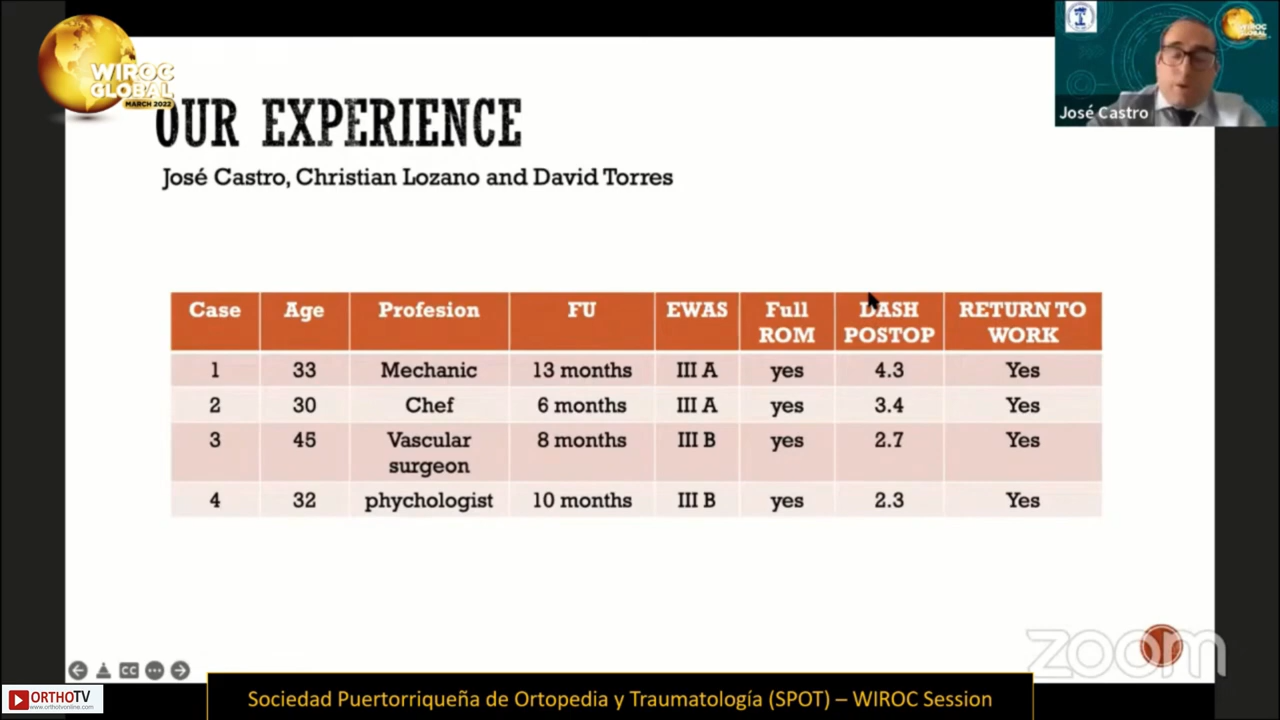 WIROC
GLOBAL
MARCH 2022
José Castro
OUR EXPERIENCE
José Castro, Christian Lozano and David Torres
Case Age Profesion FU EWAS Full ROM DASH POSTOP RETURN TO WORK
1 33 Mechanic 13 months III A yes 4.3 Yes
2 30 Chef 6 months III A yes 3.4 Yes
3 45 Vascular surgeon 8 months III B yes 2.7 Yes
4 32 phychologist 10 months III B yes 2.3 Yes
CC
zoom
ORTHOTV
www.orthotvonline.com
Sociedad Puertorriqueña de Ortopedia y Traumatología (SPOT) – WIROC Session